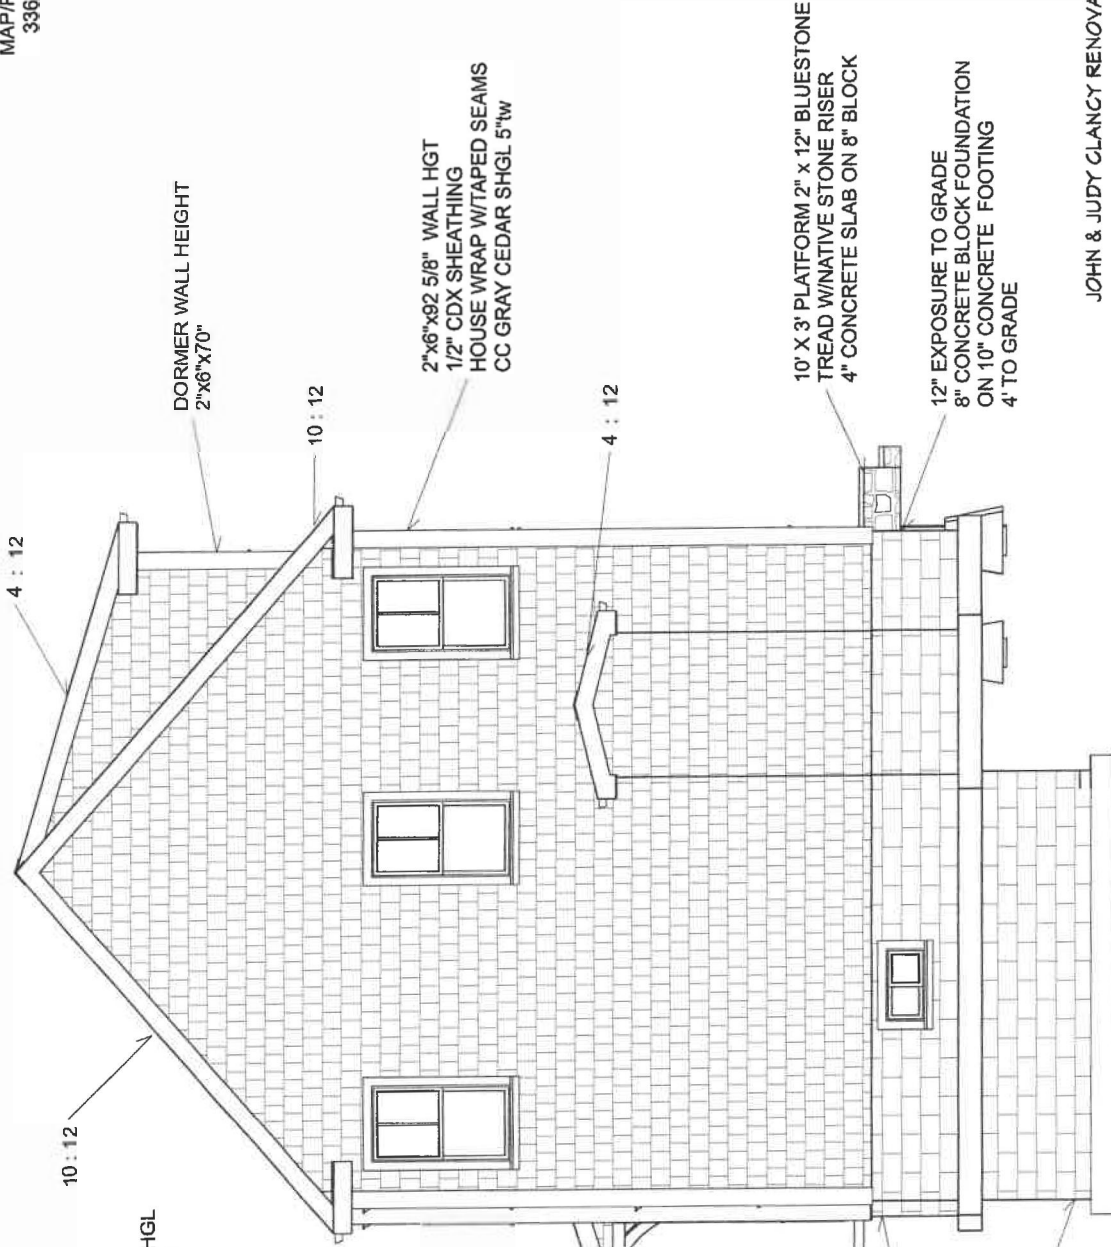 MAP/P
336
4 : 12
10 : 12
HGL
DORMER WALL HEIGHT
2"x6"x70"
10 : 12
2"x6"x92 5/8" WALL HGT
1/2" CDX SHEATHING
HOUSE WRAP W/TAPED SEAMS
CC GRAY CEDAR SHGL 5"tw
4 : 12
10' X 3' PLATFORM 2" x 12" BLUESTONE
TREAD W/NATIVE STONE RISER
4" CONCRETE SLAB ON 8" BLOCK
12" EXPOSURE TO GRADE
8" CONCRETE BLOCK FOUNDATION
ON 10" CONCRETE FOOTING
4' TO GRADE
JOHN & JUDY CLANCY RENOVA